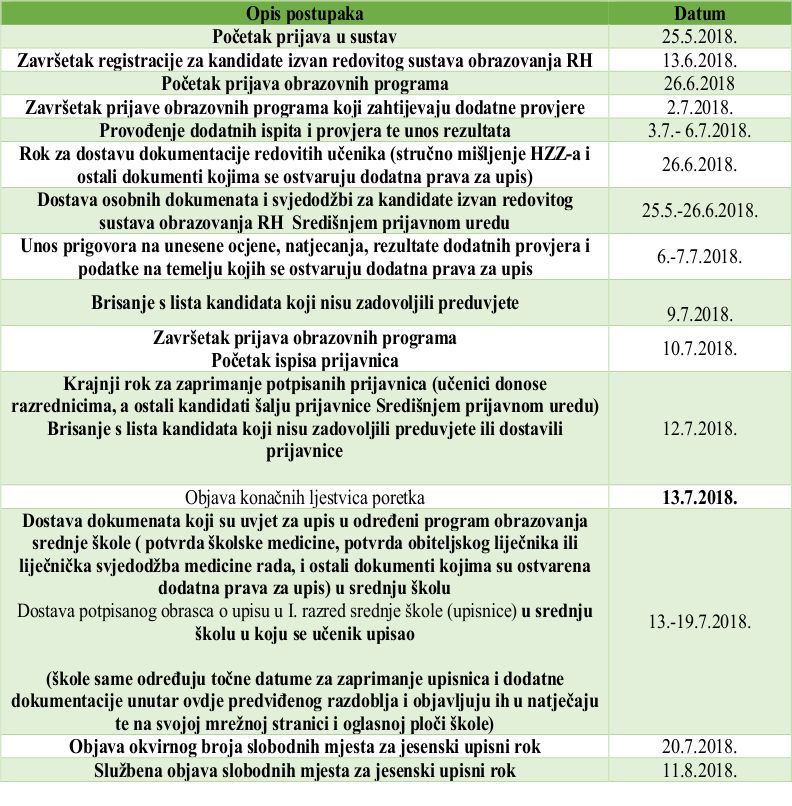 Opis postupaka Datum
Početak prijava u sustav 25.5.2018.
Završetak registracije za kandidate izvan redovitog sustava obrazovanja RH 13.6.2018.
Početak prijava obrazovnih programa 26.6.2018
Završetak prijave obrazovnih programa koji zahtijevaju dodatne provjere 2.7.2018.
Provođenje dodatnih ispita i provjera te unos rezultata 3.7.- 6.7.2018.
Rok za dostavu dokumentacije redovitih učenika (stručno mišljenje HZZ-a i
ostali dokumenti kojima se ostvaruju dodatna prava za upis) 26.6.2018.
Dostava osobnih dokumenata i svjedodžbi za kandidate izvan redovitog
sustava obrazovanja RH Središnjem prijavnom uredu 25.5.-26.6.2018.
Unos prigovora na unesene ocjene, natjecanja, rezultate dodatnih provjera i
podatke na temelju kojih se ostvaruju dodatna prava za upis 6.-7.7.2018.
Brisanje s lista kandidata koji nisu zadovoljili preduvjete 9.7.2018.
Završetak prijava obrazovnih programa
Početak ispisa prijavnica 10.7.2018.
Krajnji rok za zaprimanje potpisanih prijavnica (učenici donose
razrednicima, a ostali kandidati šalju prijavnice Središnjem prijavnom uredu)
Brisanje s lista kandidata koji nisu zadovoljili preduvjete ili dostavili 12.7.2018.
prijavnice
Objava konačnih ljestvica poretka 13.7.2018.
Dostava dokumenata koji su uvjet za upis u određeni program obrazovanja
srednje škole ( potvrda školske medicine, potvrda obiteljskog liječnika ili
liječnička svjedodžba medicine rada, i ostali dokumenti kojima su ostvarena
dodatna prava za upis) u srednju školu
Dostava potpisanog obrasca o upisu u I. razred srednje škole (upisnice) u srednju
školu u koju se učenik upisao 13.-19.7.2018.
(škole same određuju točne datume za zaprimanje upisnica i dodatne
dokumentacije unutar ovdje predviđenog razdoblja i objavljuju ih u natječaju
te na svojoj mrežnoj stranici i oglasnoj ploči škole)
Objava okvirnog broja slobodnih mjesta za jesenski upisni rok 20.7.2018.
Službena objava slobodnih mjesta za jesenski upisni rok 11.8.2018.